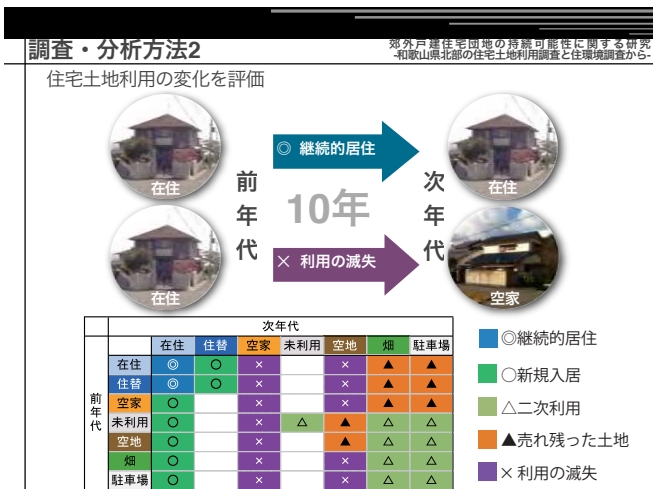 調査・分析方法2
郊外戸建住宅団地の持続可能性に関する研究
-和歌山県北部の住宅土地利用調査と住環境調査から-
住宅土地利用の変化を評価
在住
前年代
◎ 継続的居住
10年
次年代
在住
在住
× 利用の滅失
空家
次年代
在住 住替 空家 未利用 空地 畑 駐車場
前年代
在住 ◎ ○ × × ▲ ▲
住替 ◎ ○ × × ▲ ▲
空家 ○ × × ▲ ▲
未利用 ○ × △ ▲ △ △
空地 ○ × ▲ △ △
畑 ○ × × △ △
駐車場 ○ × × △ △
◎継続的居住
○新規入居
△二次利用
▲売れ残った土地
×利用の滅失